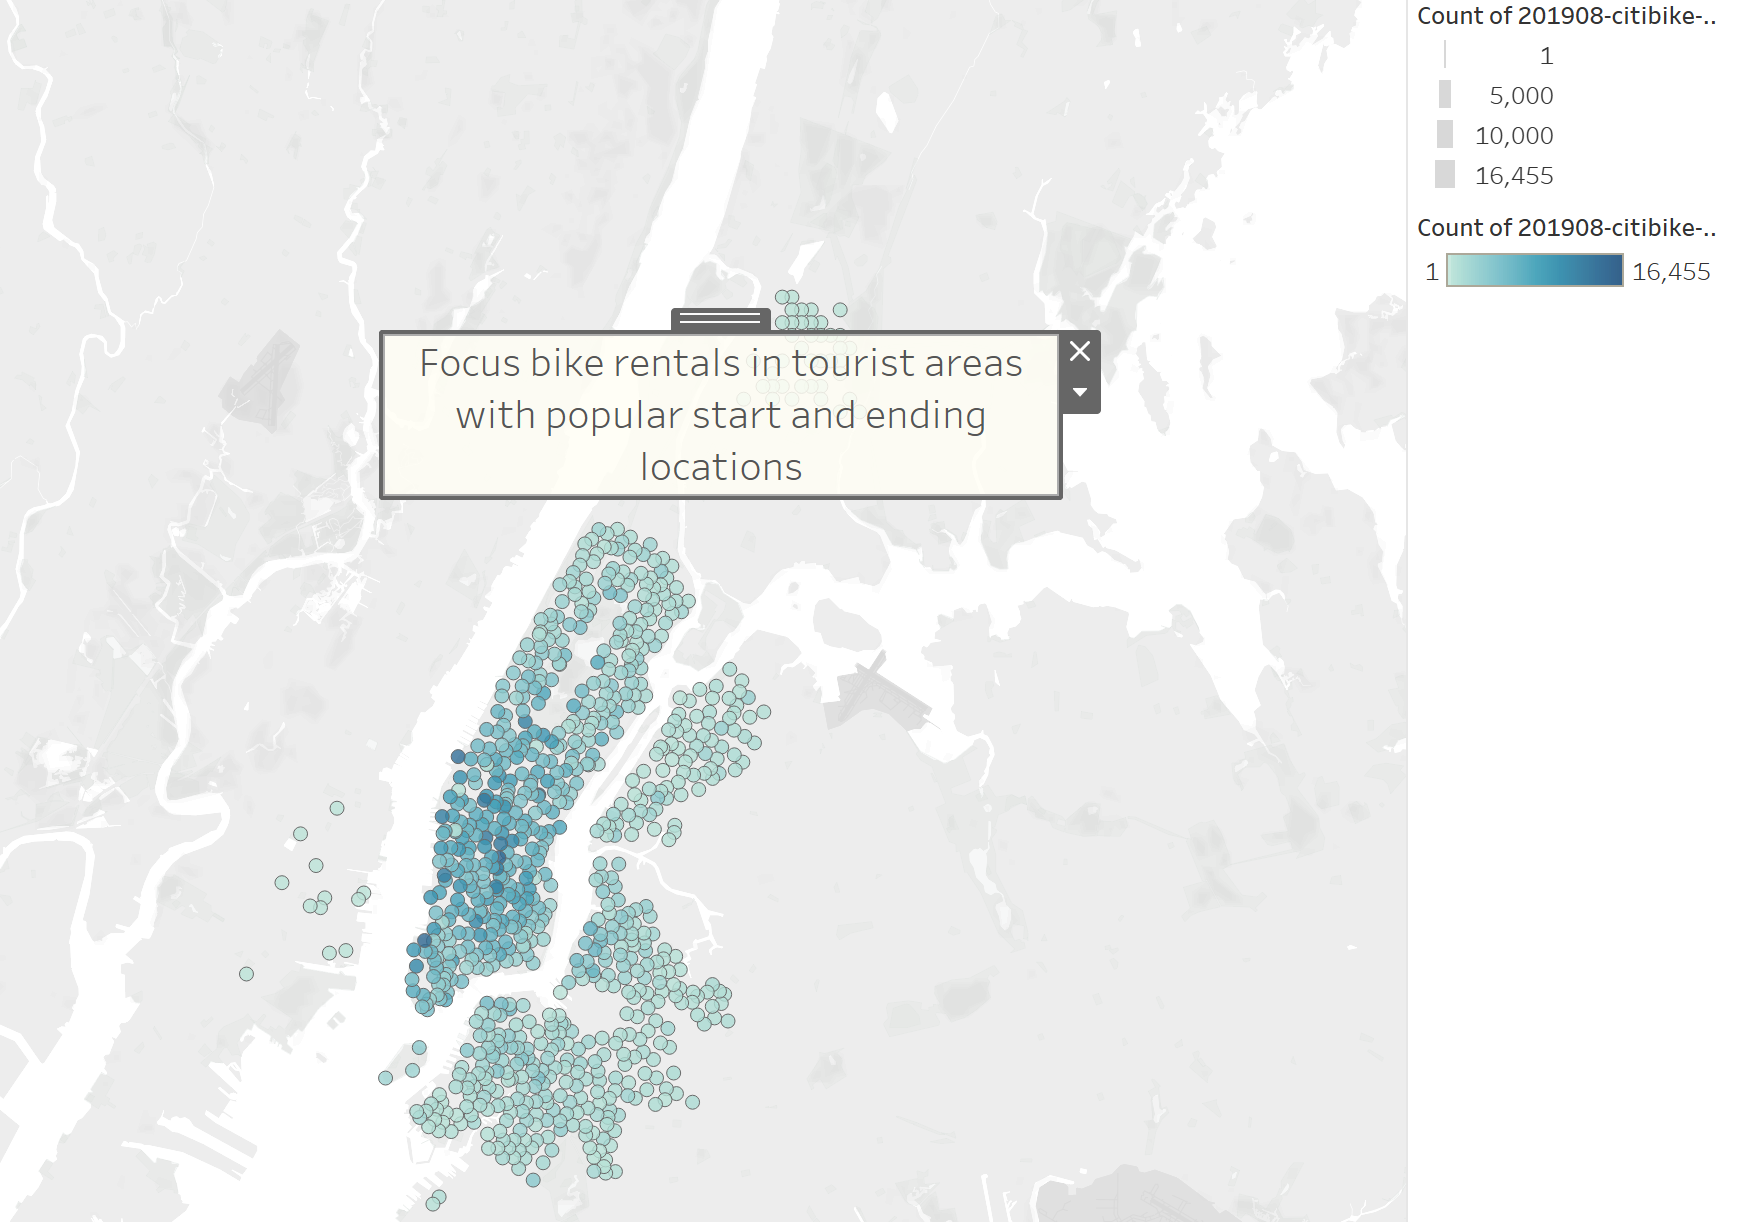 Focus bike rentals in tourist areas
with popular start and ending
locations
Count of 201908-citibike-..
1
5,000
10,000
16,455
Count of 201908-citibike-..
1 16,455